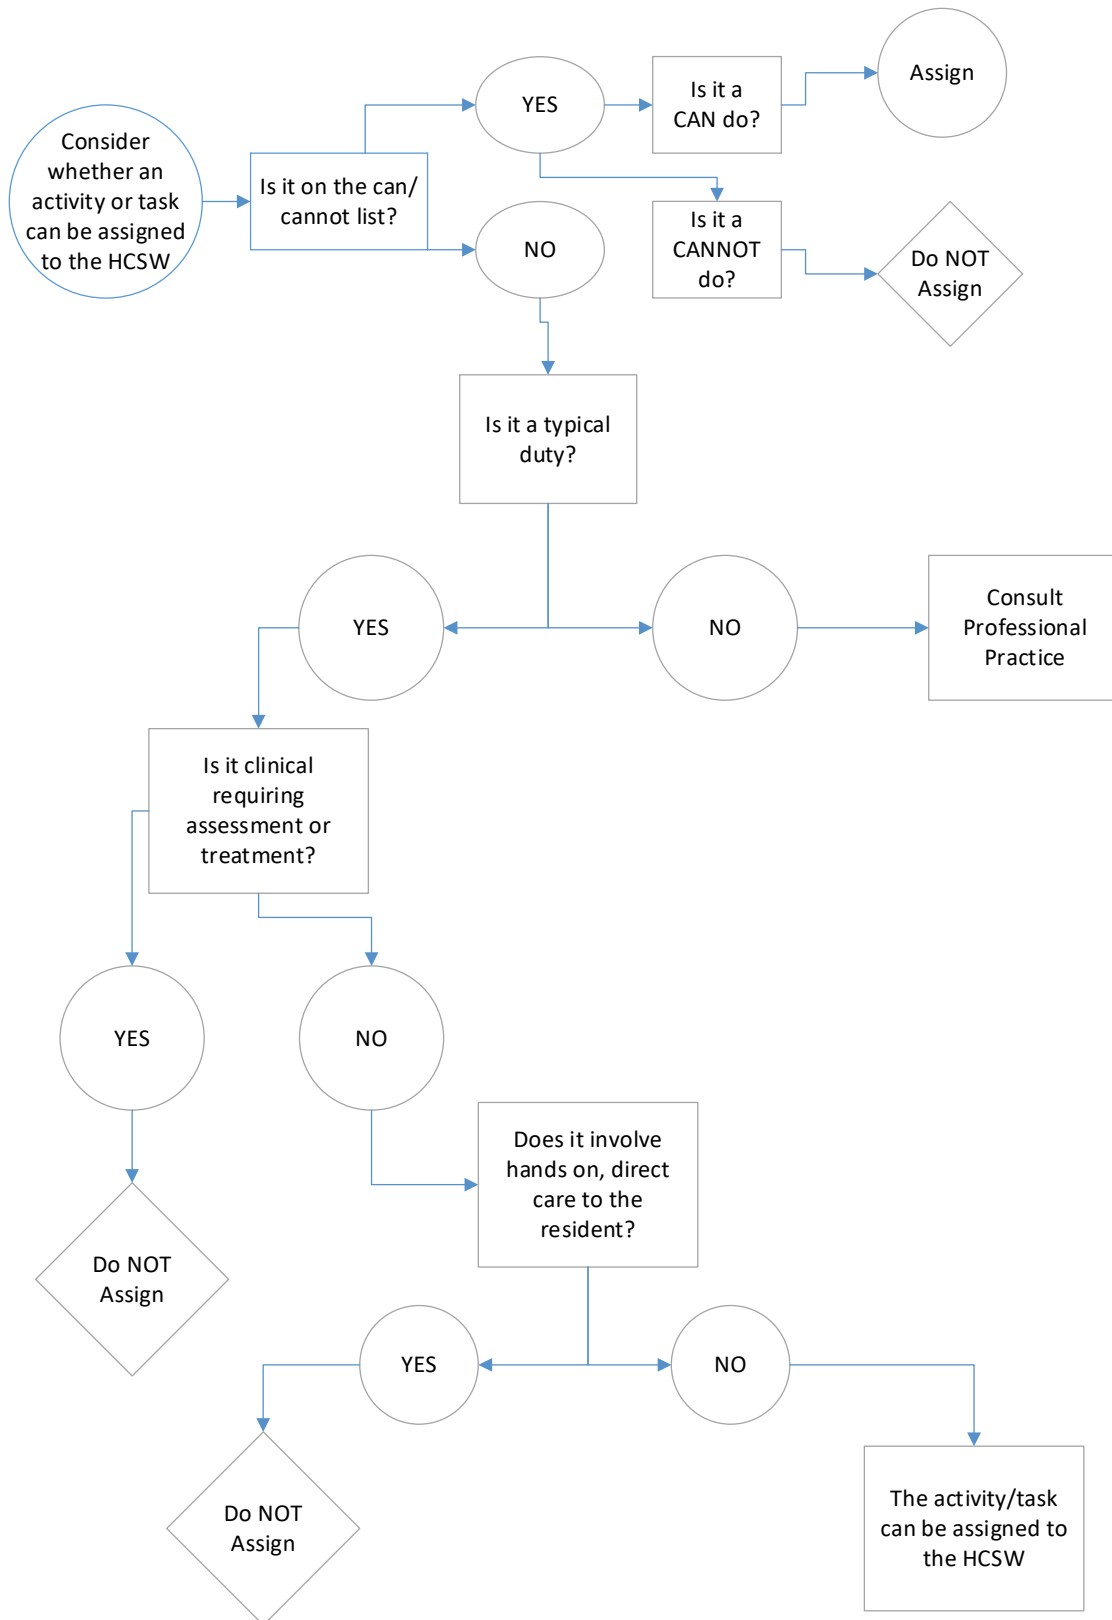 Consider
whether an
activity or task
can be assigned
to the HCSW
Is it on the can/
cannot list?
YES
Is it a
CAN do?
Assign
NO
Is it a
CANNOT
do?
Do NOT
Assign
Is it a typical
duty?
YES
NO
Consult
Professional
Practice
Is it clinical
requiring
assessment or
treatment?
YES
NO
Do NOT
Assign
Does it involve
hands on, direct
care to the
resident?
YES
NO
Do NOT
Assign
The activity/task
can be assigned to
the HCSW